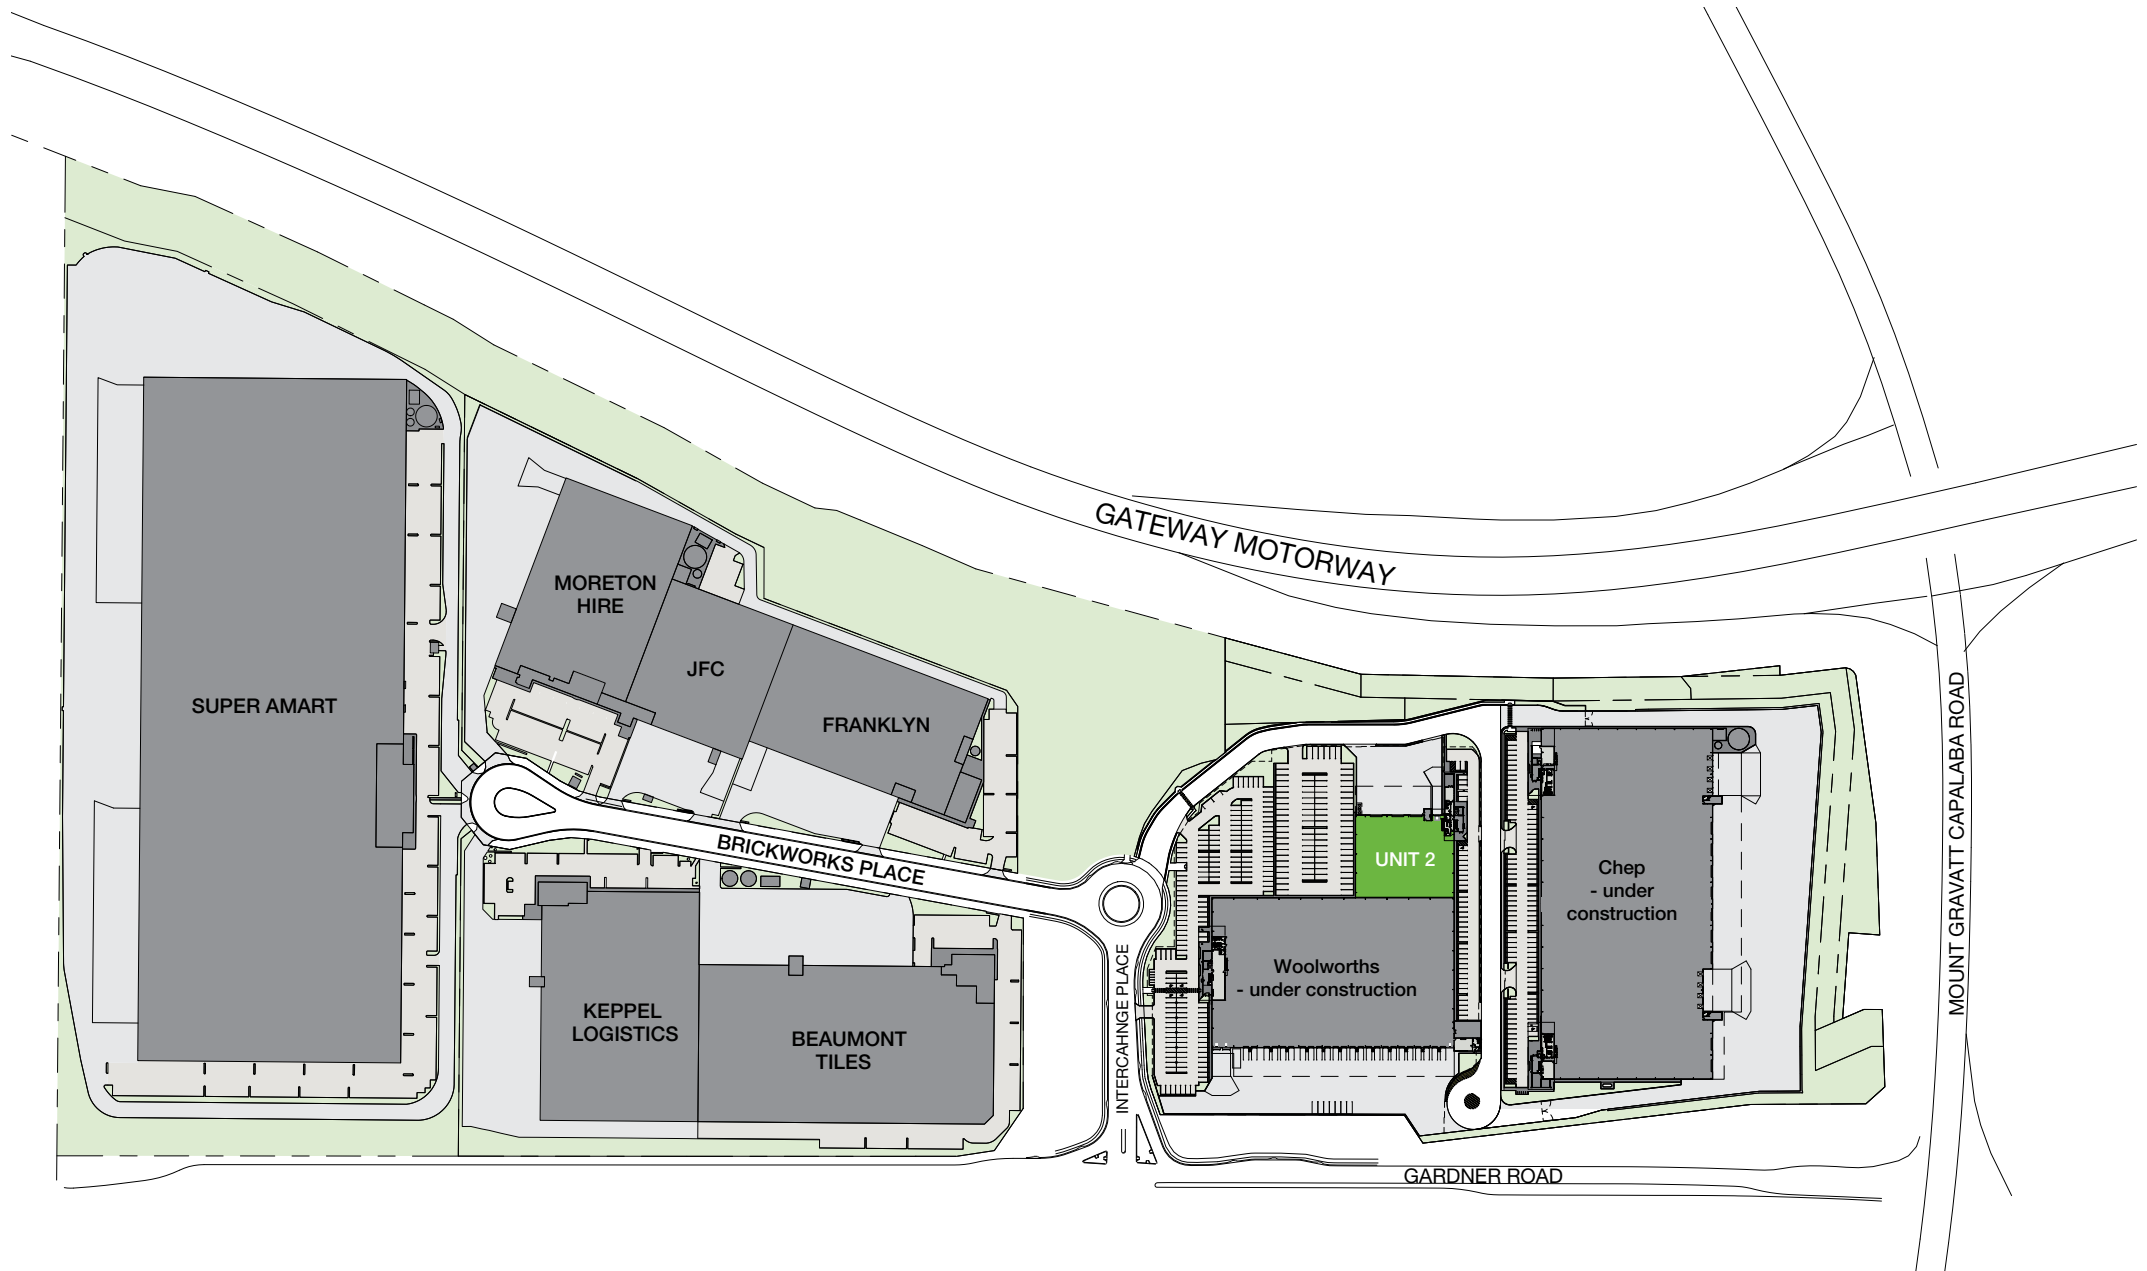 GATEWAY MOTORWAY
MORETON
HIRE
JFC
SUPER AMART
FRANKLYN
MOUNT GRAVATT CAPALABA ROAD
BRICKWORKS PLACE
UNIT 2
Chep
- under
construction
INTERCAHNGE PLACE
Woolworths
- under construction
KEPPEL
LOGISTICS
BEAUMONT
TILES
GARDNER ROAD